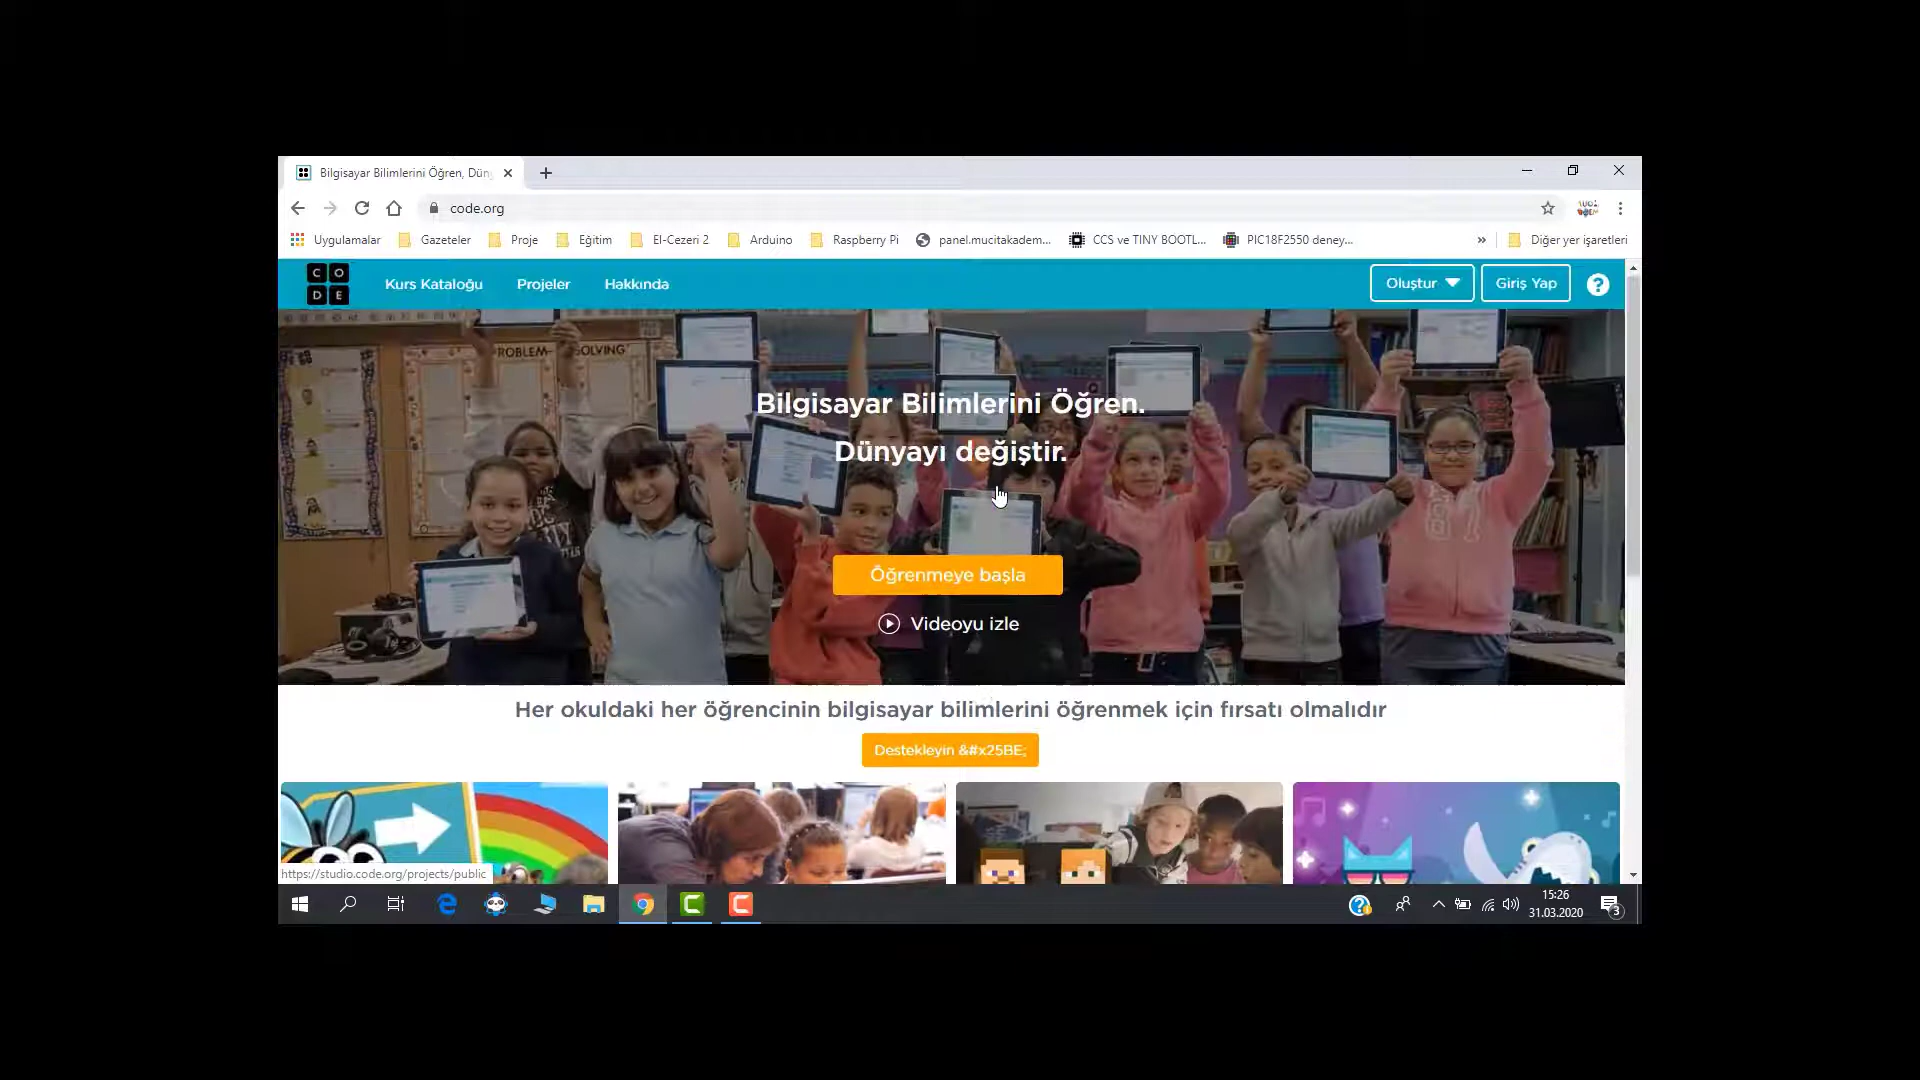 Bilgisayar Bilimlerini Öğren, Dün
code.org
Uygulamalar Gazeteler Proje Eğitim El-Cezeri 2 Arduino Raspberry Pi panel.mucitakadem... CCS ve TINY BOOTL... PIC18F2550 deney... » Diğer yer işaretleri
C O
D E
Kurs Kataloğu Projeler Hakkında Oluştur Giriş Yap ?
PROBLEM-SOLVING
Bilgisayar Bilimlerini Öğren.
Dünyayı değiştir.
Öğrenmeye başla
Videoyu izle
Her okuldaki her öğrencinin bilgisayar bilimlerini öğrenmek için fırsatı olmalıdır
Destekleyin &#x25BE;
https://studio.code.org/projects/public
15:26
31.03.2020
3